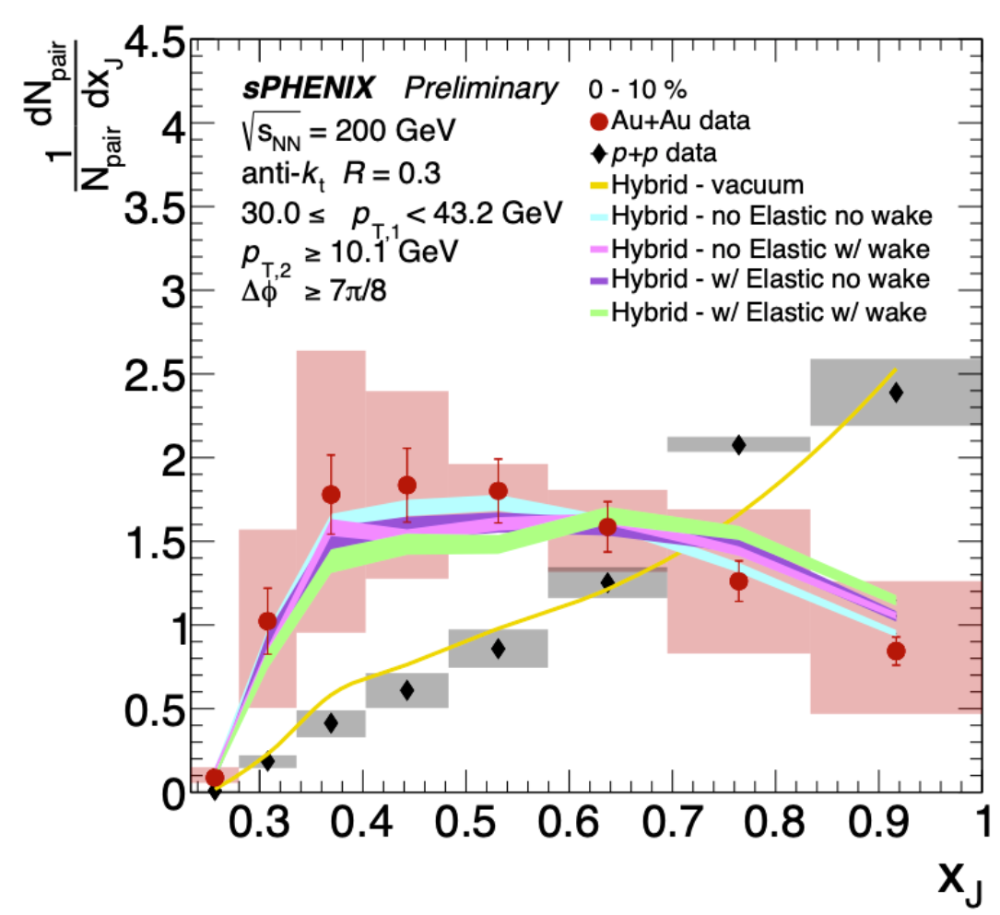 1 dN_pair
N_pair dx_J
4.5
4
3.5
3
2.5
2
1.5
1
0.5
0
sPHENIX Preliminary
√s_NN = 200 GeV
anti-k_t R = 0.3
30.0 ≤ p_T,1 < 43.2 GeV
p_T,2 ≥ 10.1 GeV
Δϕ ≥ 7π/8
0 - 10 %
Au+Au data
p+p data
Hybrid - vacuum
Hybrid - no Elastic no wake
Hybrid - no Elastic w/ wake
Hybrid - w/ Elastic no wake
Hybrid - w/ Elastic w/ wake
0.3 0.4 0.5 0.6 0.7 0.8 0.9 1
x_J